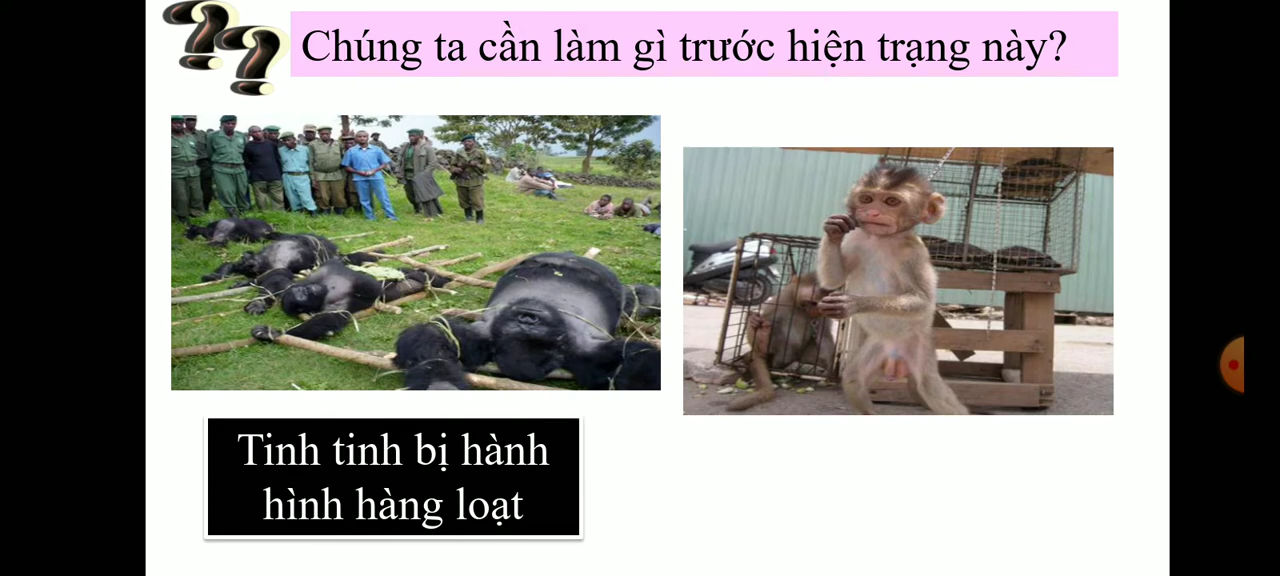 Chúng ta cần làm gì trước hiện trạng này?
Tinh tinh bị hành
hình hàng loạt